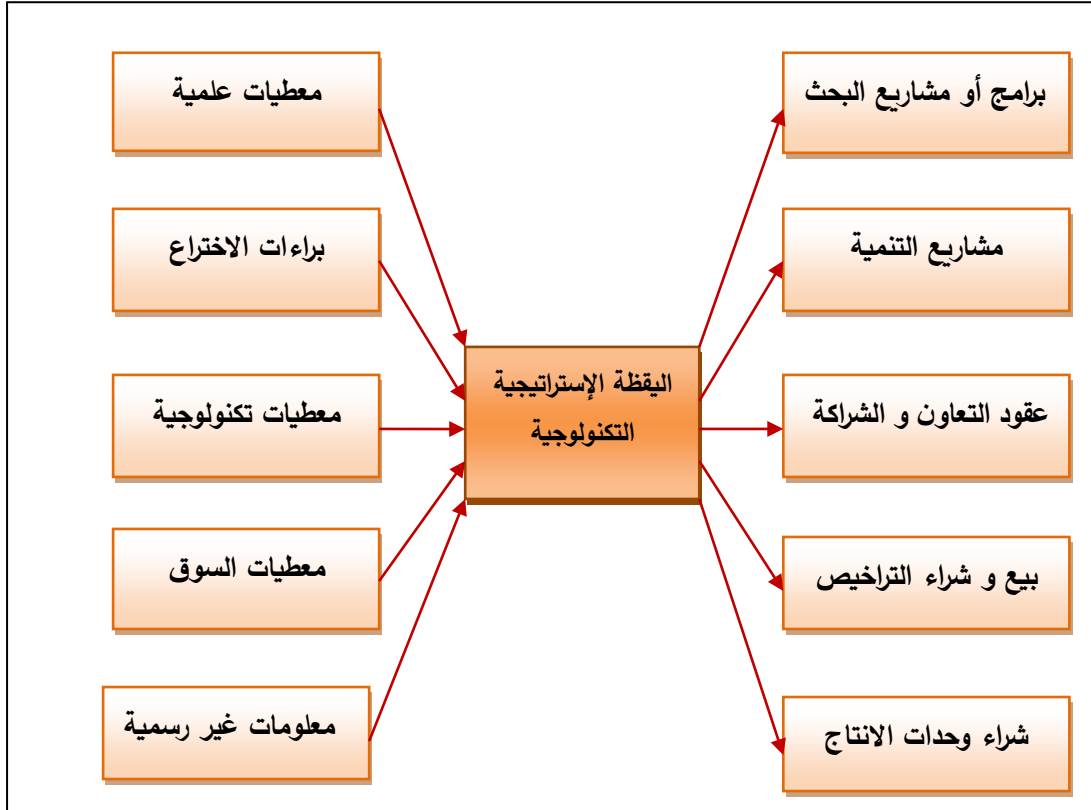 برامج أو مشاريع البحث
معطيات علمية
مشاريع التنمية
براءات الاختراع
اليقظة الإستراتيجية
التكنولوجية
عقود التعاون و الشراكة
معطيات تكنولوجية
بيع و شراء التراخيص
معطيات السوق
شراء وحدات الانتاج
معلومات غير رسمية